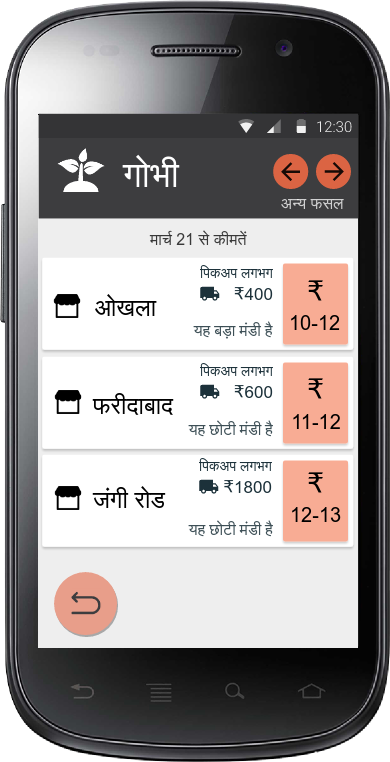 12:30
गोभी
अन्य फसल
मार्च 21 से कीमतें
पिकअप लगभग
ओखला
₹400
यह बड़ा मंडी है
₹
10-12
पिकअप लगभग
फरीदाबाद
₹600
यह छोटी मंडी है
₹
11-12
पिकअप लगभग
जंगी रोड
₹1800
यह छोटी मंडी है
₹
12-13